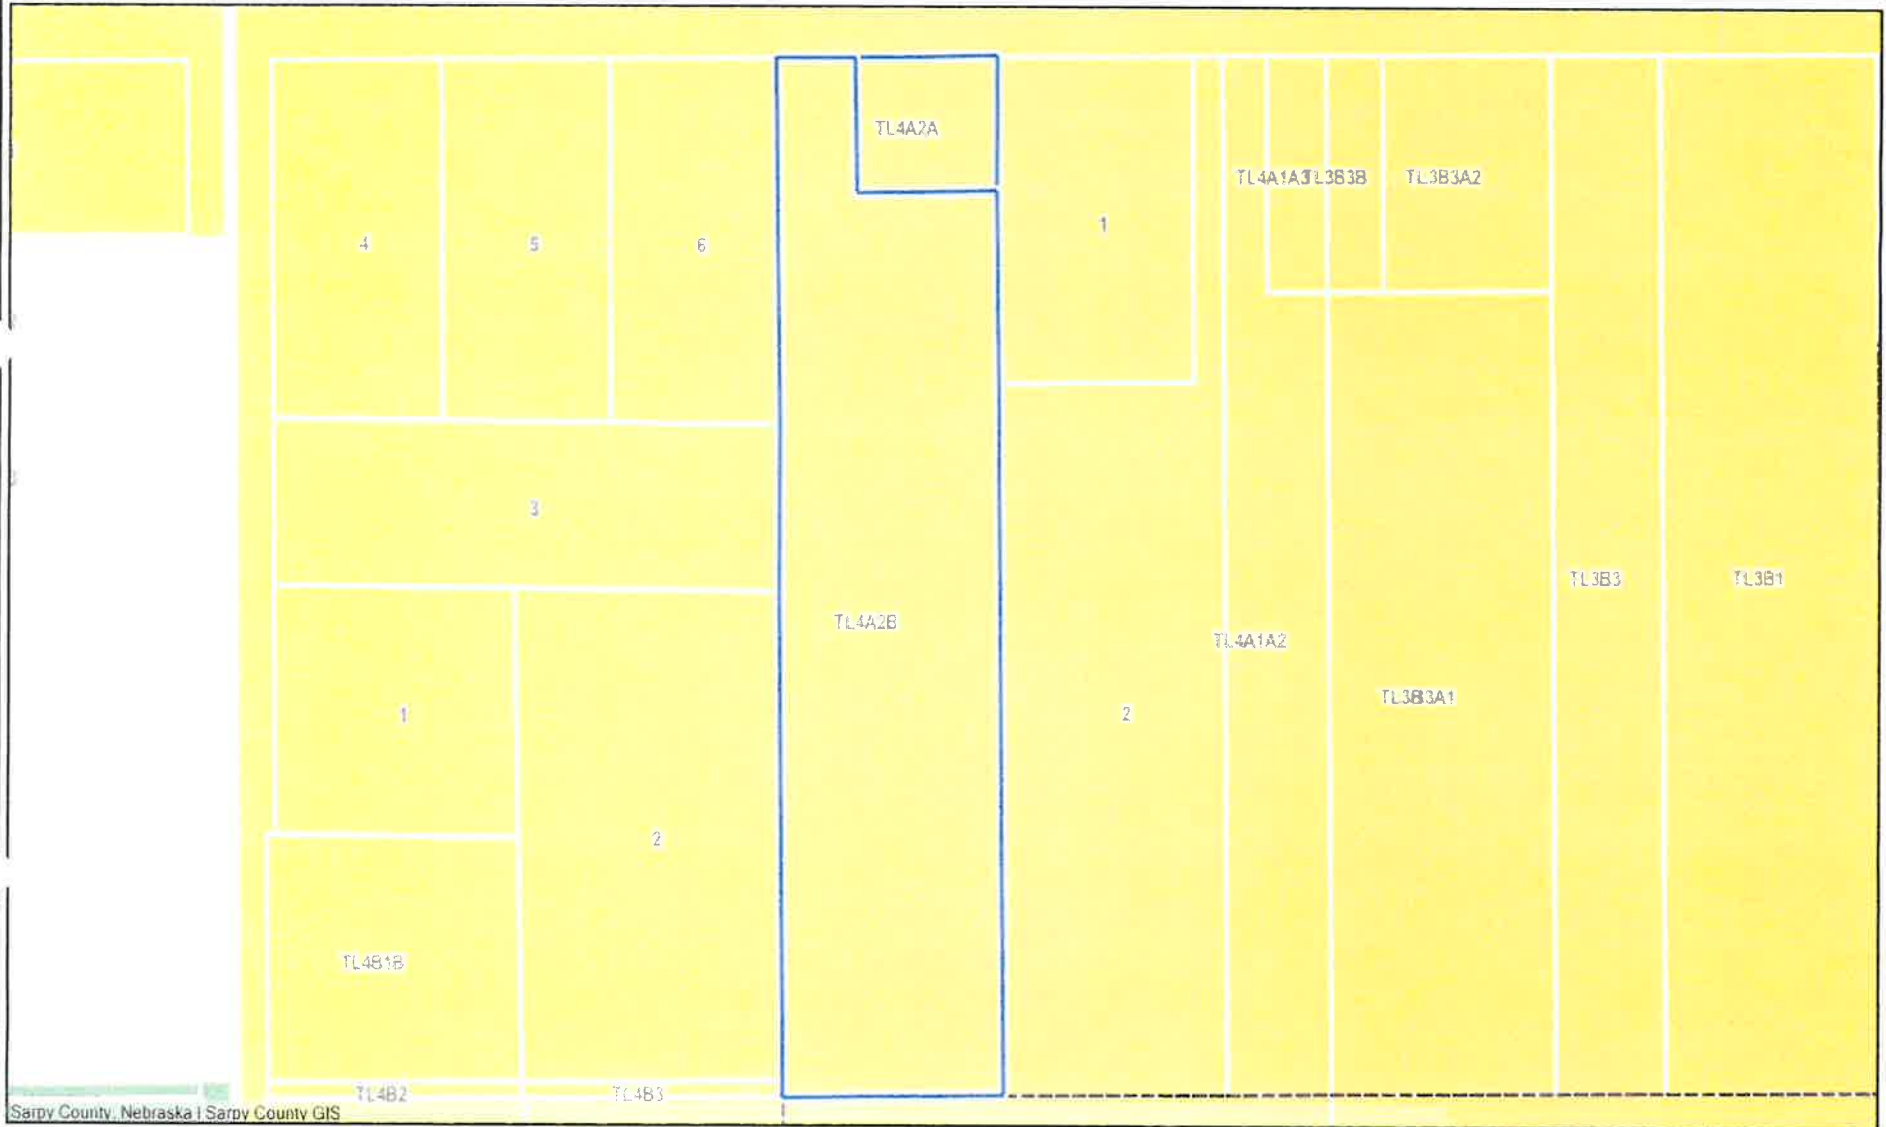 TL4A2A
TL4A1A3
TL3B3B
TL3B3A2
1
4
5
6
3
TL3B3
TL3B1
TL4A2B
TL4A1A2
TL3B3A1
1
2
2
TL4B1B
TL4B2
TL4B3
Sarpy County, Nebraska | Sarpy County GIS